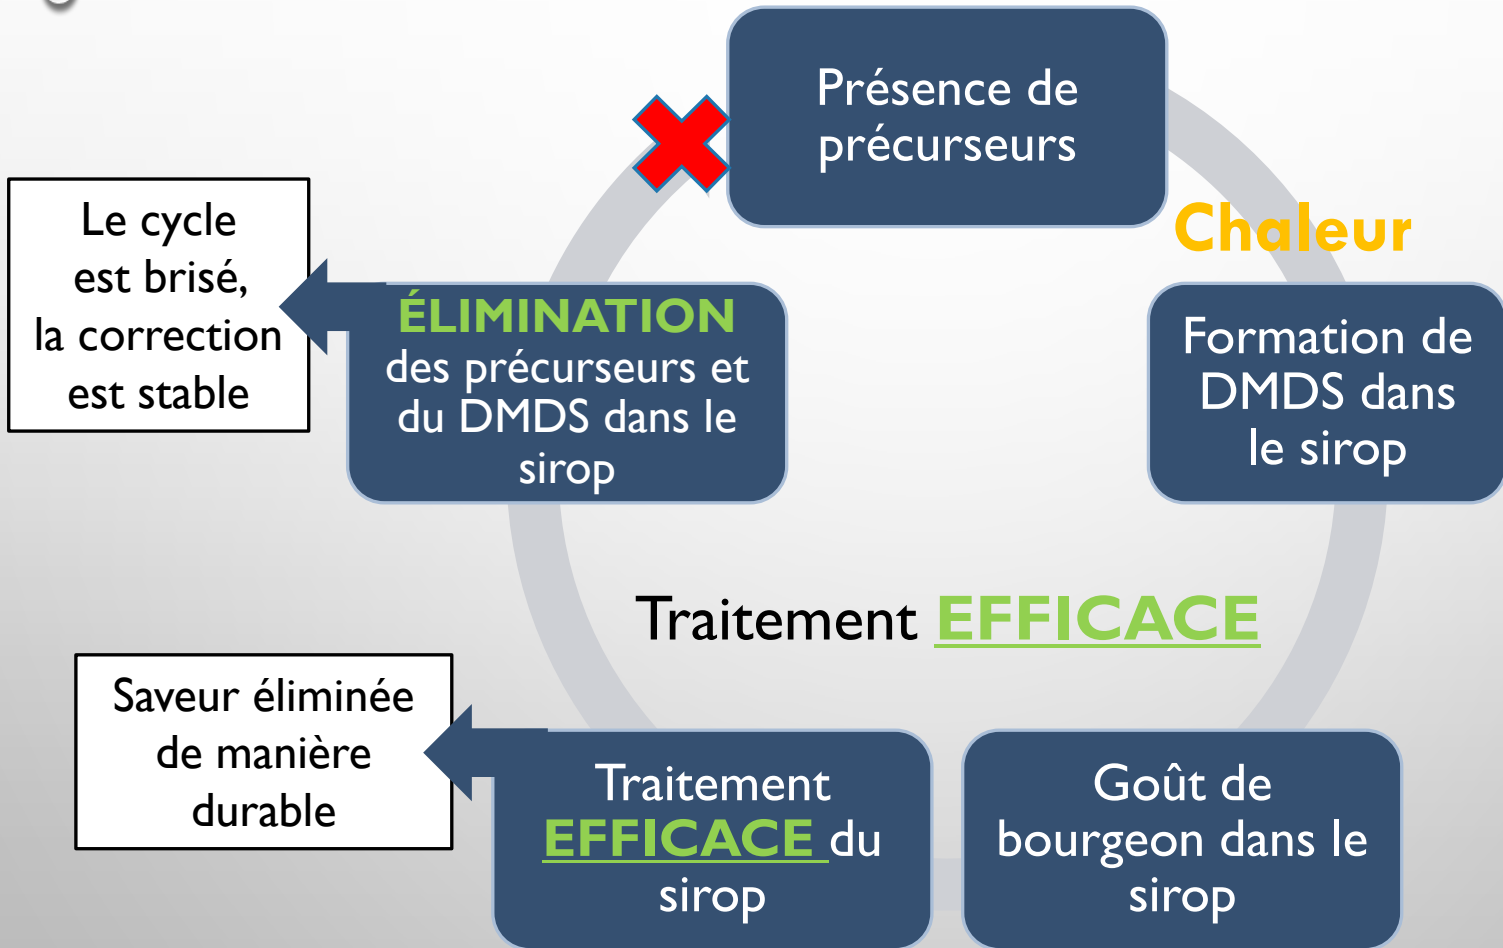 Présence de
précurseurs
Chaleur
Formation de
DMDS dans
le sirop
Goût de
bourgeon dans le
sirop
Traitement
EFFICACE du
sirop
Saveur éliminée
de manière
durable
ÉLIMINATION
des précurseurs et
du DMDS dans le
sirop
Le cycle
est brisé,
la correction
est stable
Traitement EFFICACE